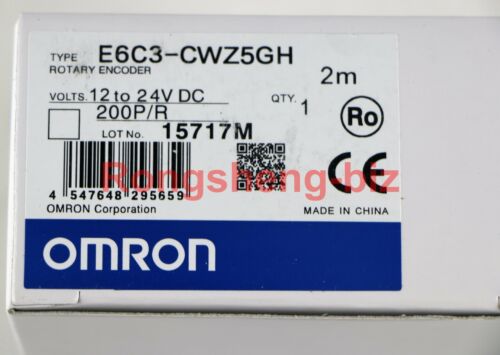 TYPE E6C3-CWZ5GH
ROTARY ENCODER
2m
VOLTS. 12 to 24V DC
QTY. 1
200P/R
Ro
LOT No. 15717M
Rongsheng-biz
CE
4 547648 295659
OMRON Corporation
MADE IN CHINA
OMRON